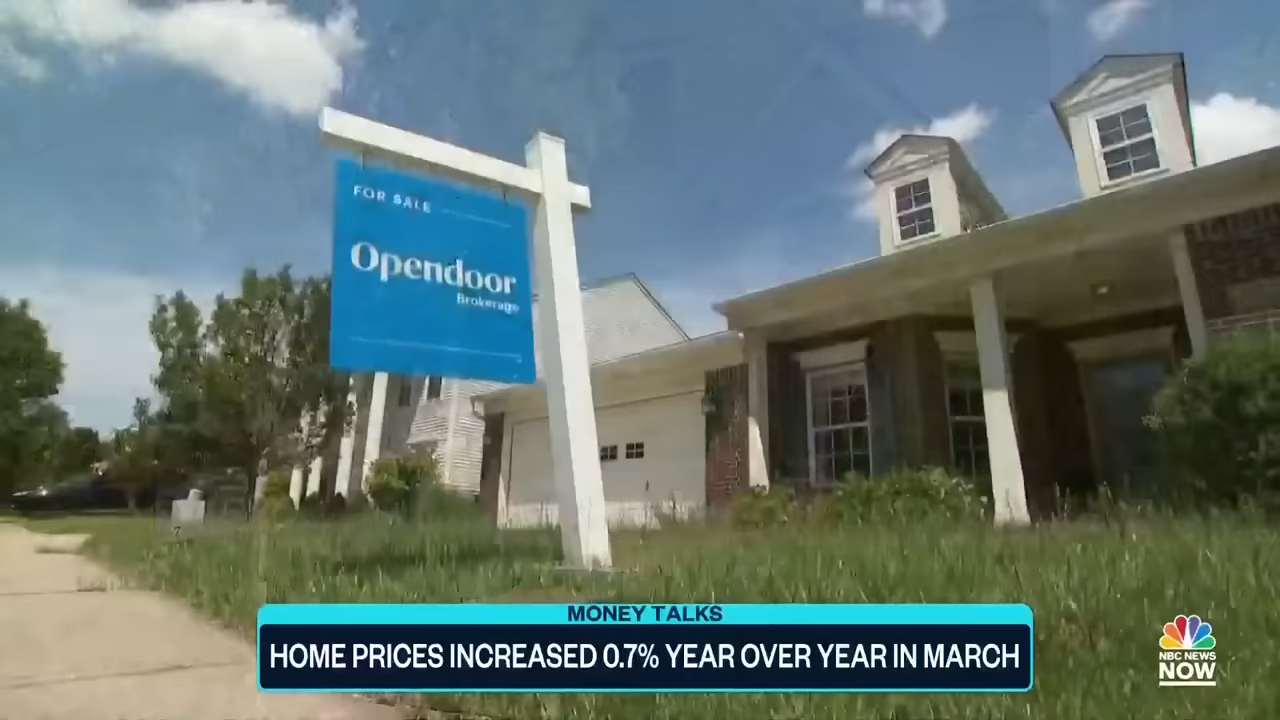 FOR SALE
Opendoor
Brokerage
MONEY TALKS
HOME PRICES INCREASED 0.7% YEAR OVER YEAR IN MARCH
NBC NEWS
NOW